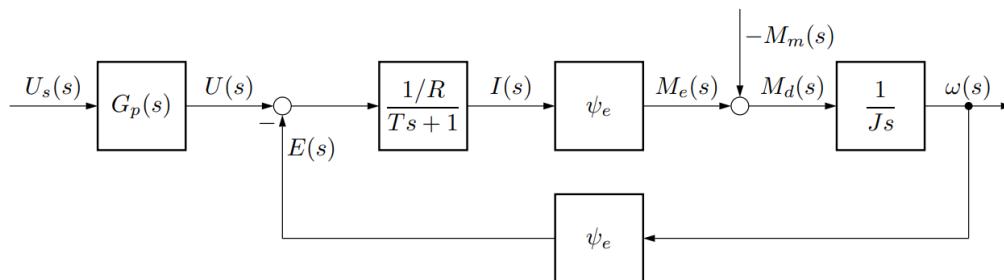 −M_m(s)
U_s(s)
G_p(s)
U(s)
−
E(s)
1/R
Ts + 1
I(s)
ψ_e
M_e(s)
M_d(s)
1
Js
ω(s)
ψ_e